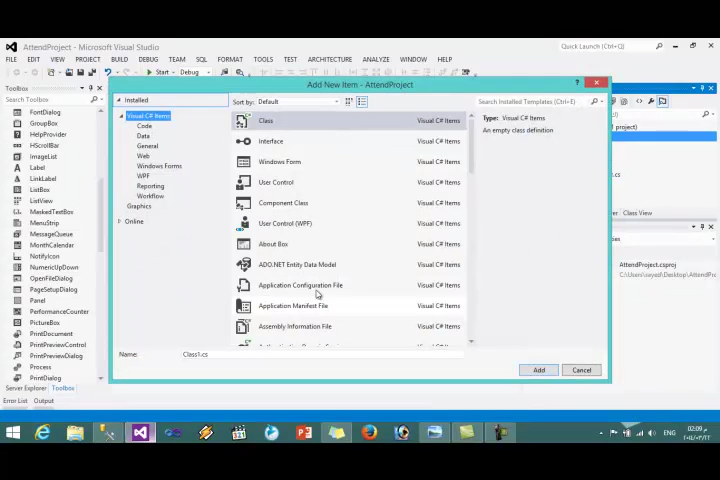 AttendProject - Microsoft Visual Studio
Quick Launch (Ctrl+Q)
FILE EDIT VIEW PROJECT BUILD DEBUG TEAM SQL FORMAT TOOLS TEST ARCHITECTURE ANALYZE WINDOW HELP
Start Debug
Toolbox
Search Toolbox
FontDialog
GroupBox
HelpProvider
HScrollBar
ImageList
Label
LinkLabel
ListBox
ListView
MaskedTextBox
MenuStrip
MessageQueue
MonthCalendar
NotifyIcon
NumericUpDown
OpenFileDialog
PageSetupDialog
Panel
PerformanceCounter
PictureBox
PrintDocument
PrintPreviewControl
PrintPreviewDialog
Process
PrintDialog
Server Explorer Toolbox
Error List Output
Add New Item - AttendProject
Installed
Visual C# Items
Code
Data
General
Web
Windows Forms
WPF
Reporting
Workflow
Graphics
Online
Sort by: Default
Class Visual C# Items
Interface Visual C# Items
Windows Form Visual C# Items
User Control Visual C# Items
Component Class Visual C# Items
User Control (WPF) Visual C# Items
About Box Visual C# Items
ADO.NET Entity Data Model Visual C# Items
Application Configuration File Visual C# Items
Application Manifest File Visual C# Items
Assembly Information File Visual C# Items
Search Installed Templates (Ctrl+E)
Type: Visual C# Items
An empty class definition
Name: Class1.cs
Add Cancel
project)
.cs
Class View
AttendProject.csproj
C:\Users\sayed\Desktop\AttendPro
ENG
02:09 م